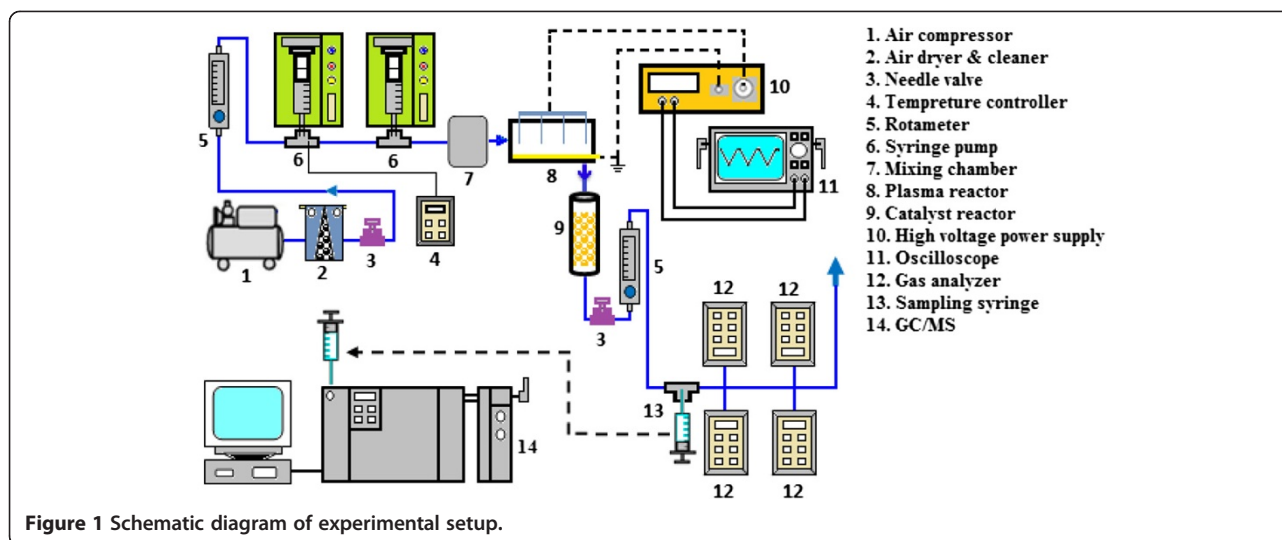 1. Air compressor
2. Air dryer & cleaner
3. Needle valve
4. Tempreture controller
5. Rotameter
6. Syringe pump
7. Mixing chamber
8. Plasma reactor
9. Catalyst reactor
10. High voltage power supply
11. Oscilloscope
12. Gas analyzer
13. Sampling syringe
14. GC/MS
5
6
6
7
8
10
11
1
2
3
4
9
5
3
12
12
13
14
12
12
Figure 1 Schematic diagram of experimental setup.